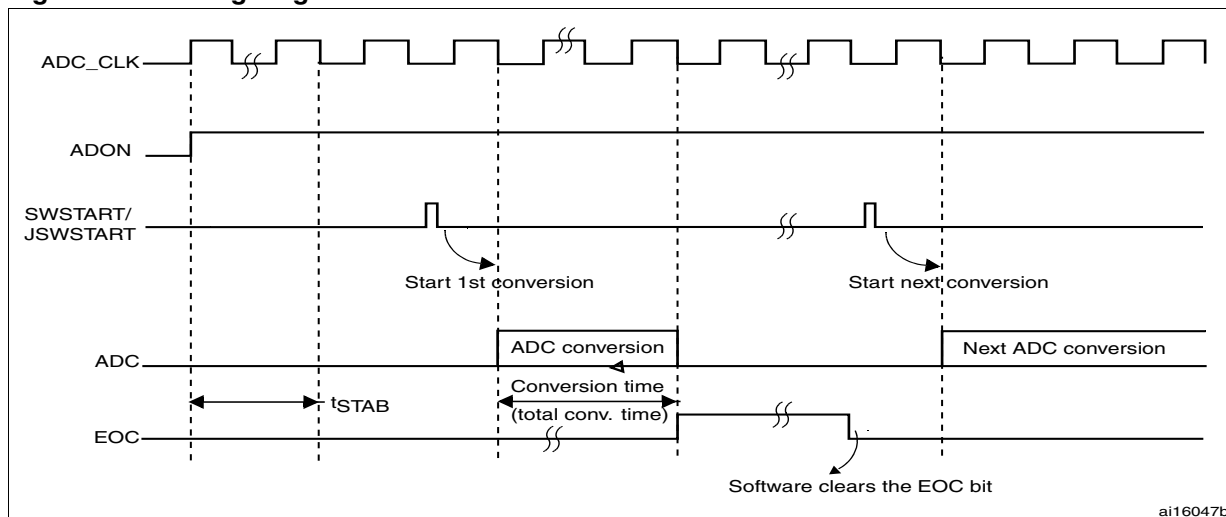 ADC_CLK
ADON
SWSTART/
JSWSTART
Start 1st conversion
Start next conversion
ADC
ADC conversion
Next ADC conversion
Conversion time
(total conv. time)
tSTAB
EOC
Software clears the EOC bit
ai16047b